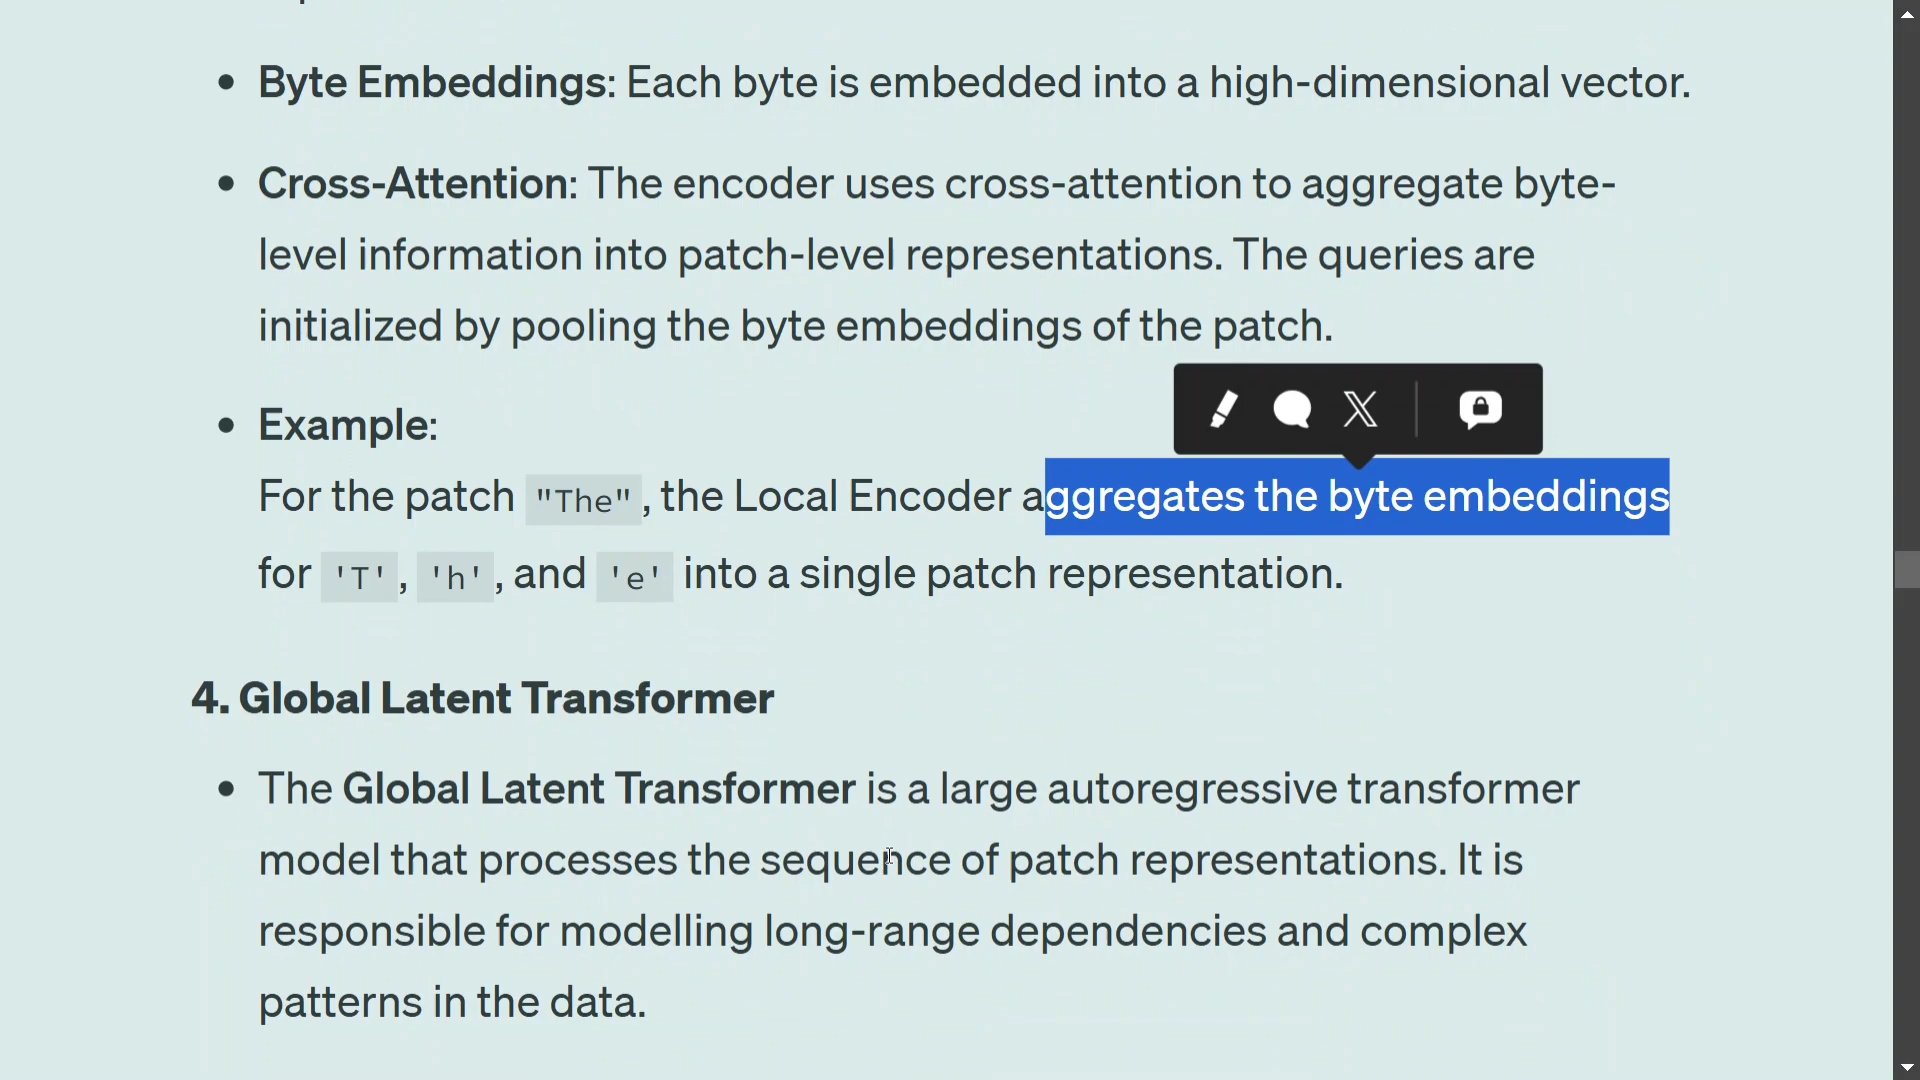 Byte Embeddings: Each byte is embedded into a high-dimensional vector.
Cross-Attention: The encoder uses cross-attention to aggregate byte-
level information into patch-level representations. The queries are
initialized by pooling the byte embeddings of the patch.
Example:
For the patch "The", the Local Encoder aggregates the byte embeddings
for 'T', 'h', and 'e' into a single patch representation.
4. Global Latent Transformer
The Global Latent Transformer is a large autoregressive transformer
model that processes the sequence of patch representations. It is
responsible for modelling long-range dependencies and complex
patterns in the data.